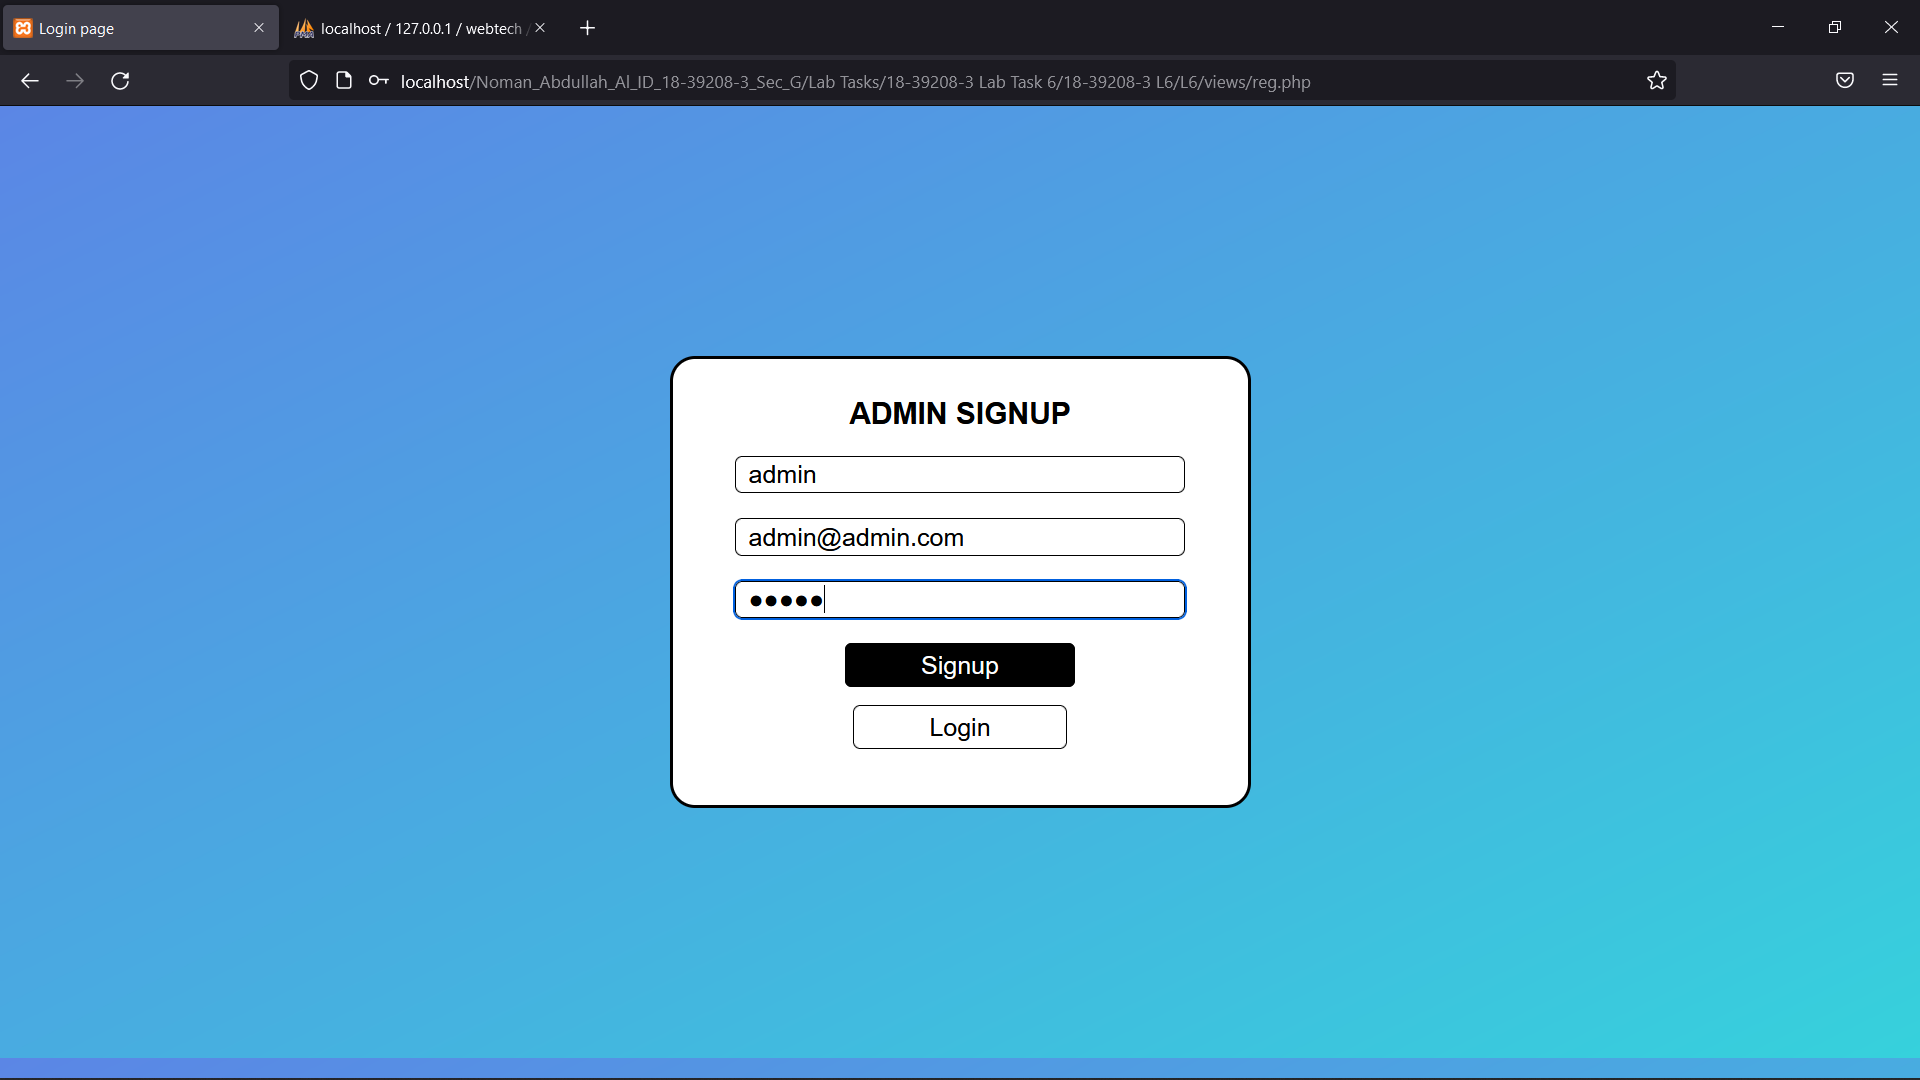 Login page
localhost / 127.0.0.1 / webtech /
localhost/Noman_Abdullah_Al_ID_18-39208-3_Sec_G/Lab Tasks/18-39208-3 Lab Task 6/18-39208-3 L6/L6/views/reg.php
ADMIN SIGNUP
admin
admin@admin.com
●●●●●
Signup
Login